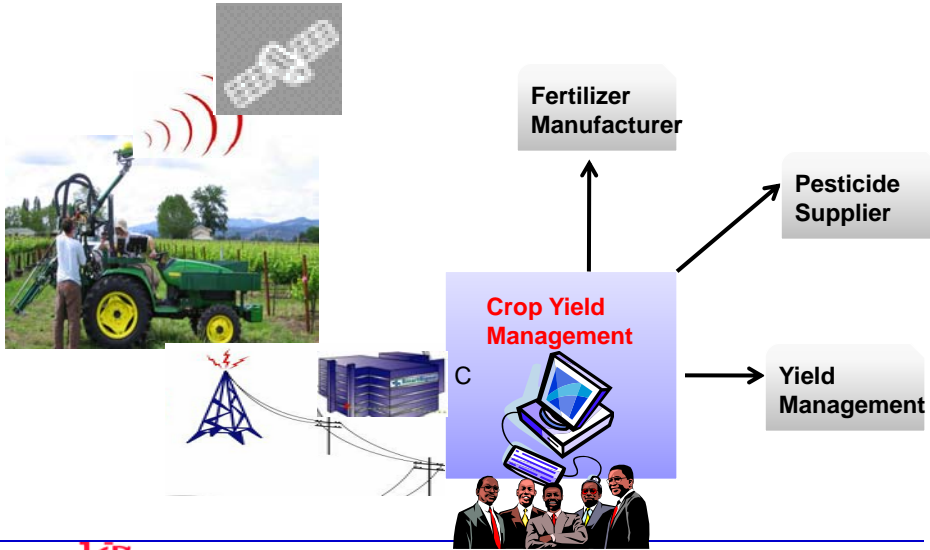 Fertilizer
Manufacturer
Pesticide
Supplier
Crop Yield
Management
C
Yield
Management